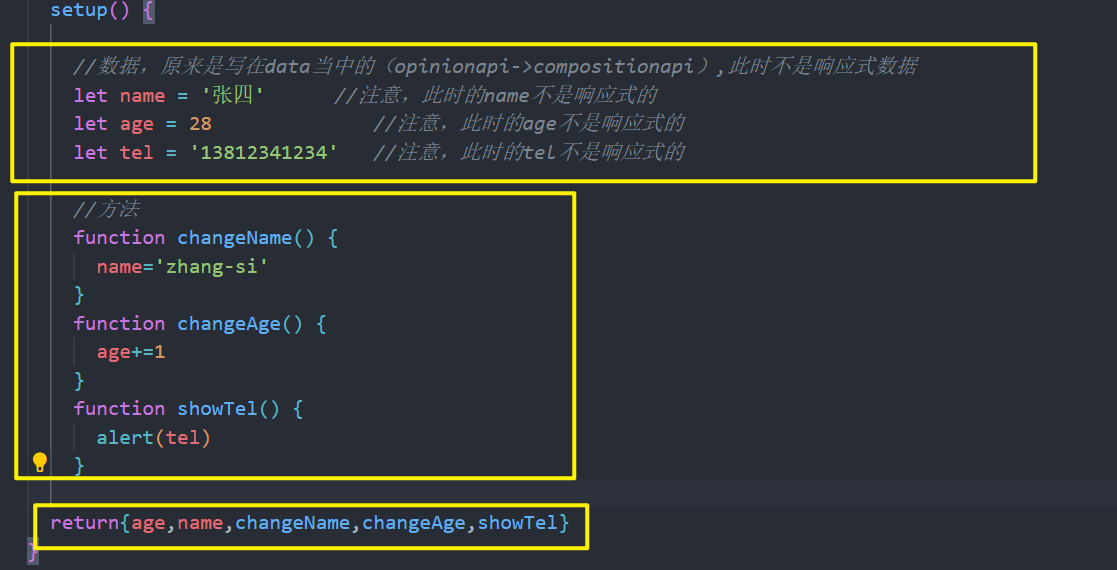 setup() {
//数据，原来是写在data当中的（opinionapi->compositionapi）,此时不是响应式数据
let name = '张四' //注意，此时的name不是响应式的
let age = 28 //注意，此时的age不是响应式的
let tel = '13812341234' //注意，此时的tel不是响应式的
//方法
function changeName() {
name='zhang-si'
}
function changeAge() {
age+=1
}
function showTel() {
alert(tel)
}
return{age,name,changeName,changeAge,showTel}
}